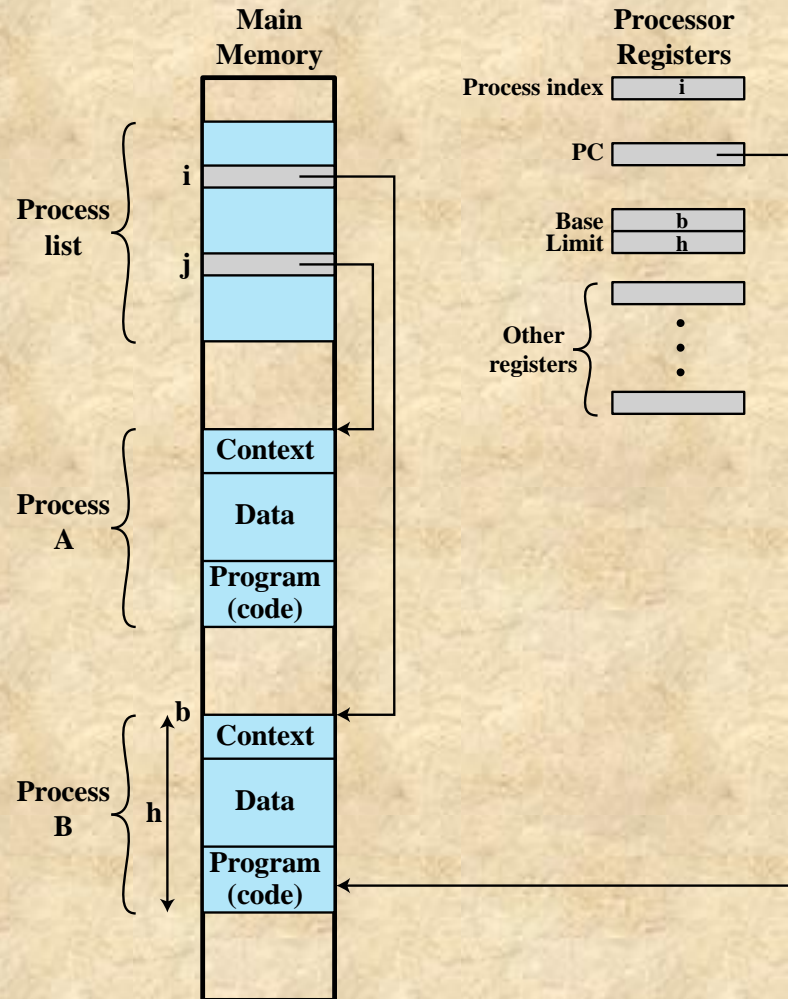 Main
Memory
Processor
Registers
Process index
i
PC
Base
b
Limit
h
Other
registers
i
Process
list
j
Process
A
Context
Data
Program
(code)
b
Process
B
h
Context
Data
Program
(code)